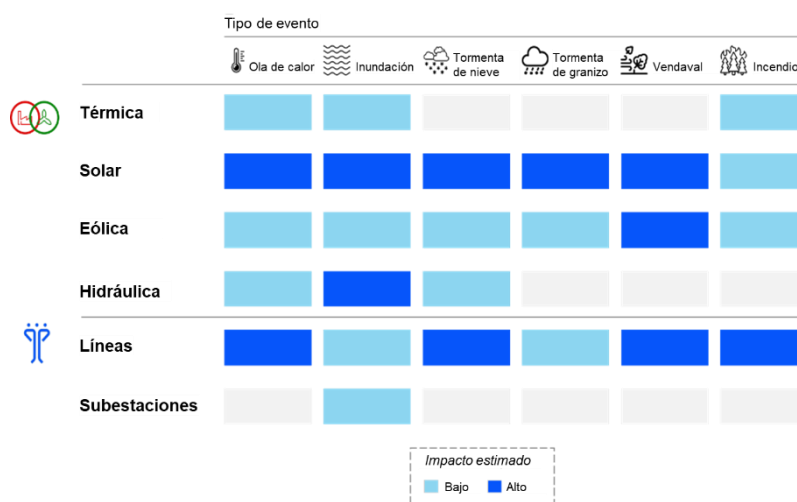 Tipo de evento
Ola de calor
Inundación
Tormenta
de nieve
Tormenta
de granizo
Vendaval
Incendio
Térmica
Solar
Eólica
Hidráulica
Líneas
Subestaciones
Impacto estimado
Bajo
Alto